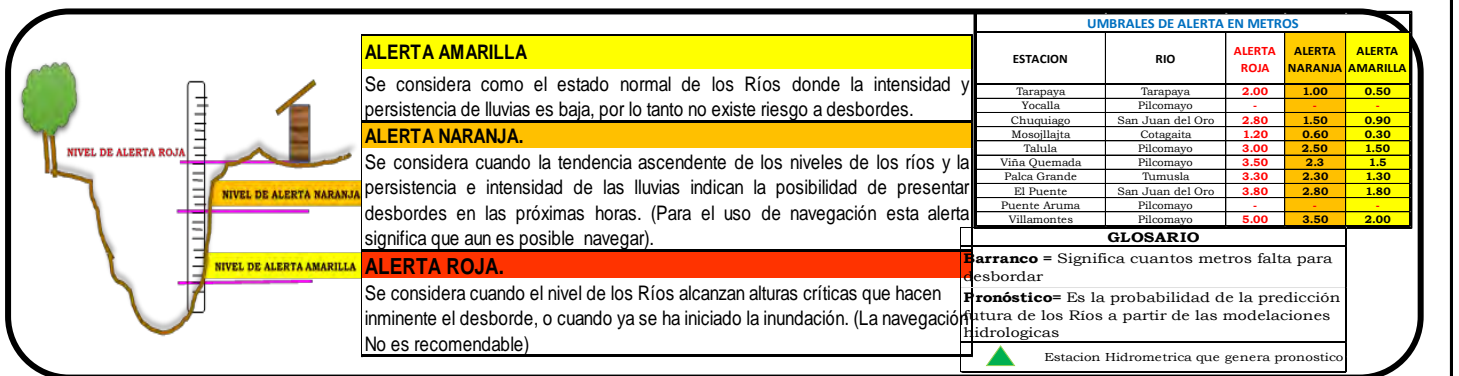 NIVEL DE ALERTA ROJA
NIVEL DE ALERTA NARANJA
NIVEL DE ALERTA AMARILLA
ALERTA AMARILLA
Se considera como el estado normal de los Ríos donde la intensidad y
persistencia de lluvias es baja, por lo tanto no existe riesgo a desbordes.
ALERTA NARANJA.
Se considera cuando la tendencia ascendente de los niveles de los ríos y la
persistencia e intensidad de las lluvias indican la posibilidad de presentar
desbordes en las próximas horas. (Para el uso de navegación esta alerta
significa que aun es posible navegar).
ALERTA ROJA.
Se considera cuando el nivel de los Ríos alcanzan alturas críticas que hacen
inminente el desborde, o cuando ya se ha iniciado la inundación. (La navegación
No es recomendable)
UMBRALES DE ALERTA EN METROS
ESTACION RIO ALERTA ROJA ALERTA NARANJA ALERTA AMARILLA
Tarapaya Tarapaya 2.00 1.00 0.50
Yocalla Pilcomayo - - -
Chuquiago San Juan del Oro 2.80 1.50 0.90
Mosojllajta Cotagaita 1.20 0.60 0.30
Talula Pilcomayo 3.00 2.50 1.50
Viña Quemada Pilcomayo 3.50 2.3 1.5
Palca Grande Tumusla 3.30 2.30 1.30
El Puente San Juan del Oro 3.80 2.80 1.80
Puente Aruma Pilcomayo - - -
Villamontes Pilcomayo 5.00 3.50 2.00
GLOSARIO
Barranco = Significa cuantos metros falta para
desbordar
Pronóstico= Es la probabilidad de la predicción
futura de los Ríos a partir de las modelaciones
hidrologicas
Estacion Hidrometrica que genera pronostico